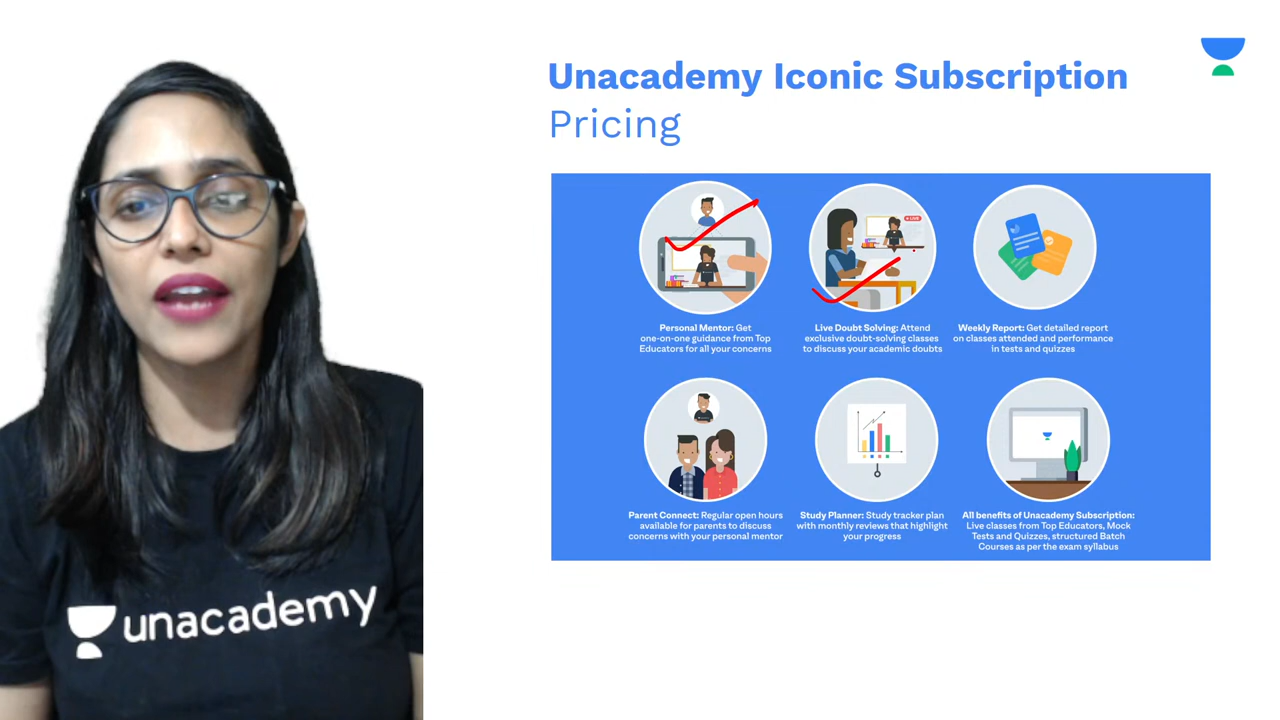 Unacademy Iconic Subscription
Pricing
LIVE
Personal Mentor: Get
one-on-one guidance from Top
Educators for all your concerns
Live Doubt Solving: Attend
exclusive doubt-solving classes
to discuss your academic doubts
Weekly Report: Get detailed report
on classes attended and performance
in tests and quizzes
Parent Connect: Regular open hours
available for parents to discuss
concerns with your personal mentor
Study Planner: Study tracker plan
with monthly reviews that highlight
your progress
All benefits of Unacademy Subscription:
Live classes from Top Educators, Mock
Tests and Quizzes, structured Batch
Courses as per the exam syllabus
unacademy